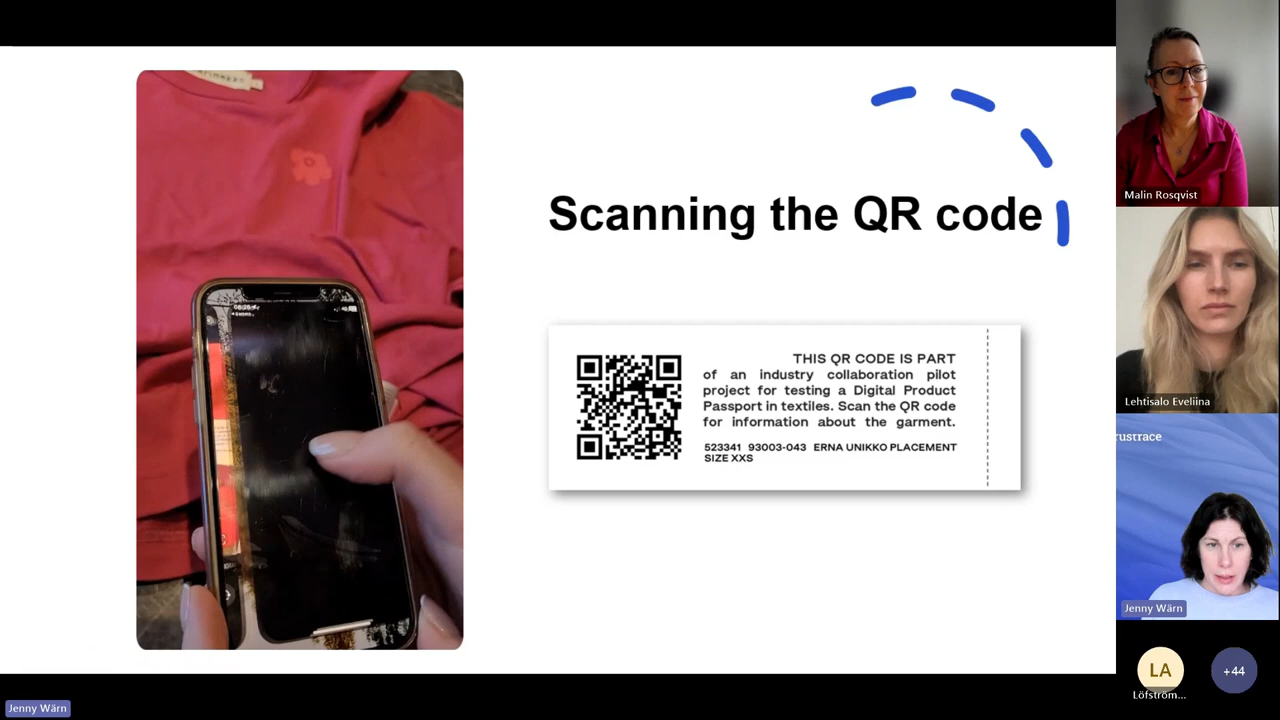 Scanning the QR code
THIS QR CODE IS PART
of an industry collaboration pilot
project for testing a Digital Product
Passport in textiles. Scan the QR code
for information about the garment.
523341 93003-043 ERNA UNIKKO PLACEMENT
SIZE XXS
Malin Rosqvist
Lehtisalo Eveliina
rustrace
Jenny Wärn
LA
+44
Löfström...
Jenny Wärn